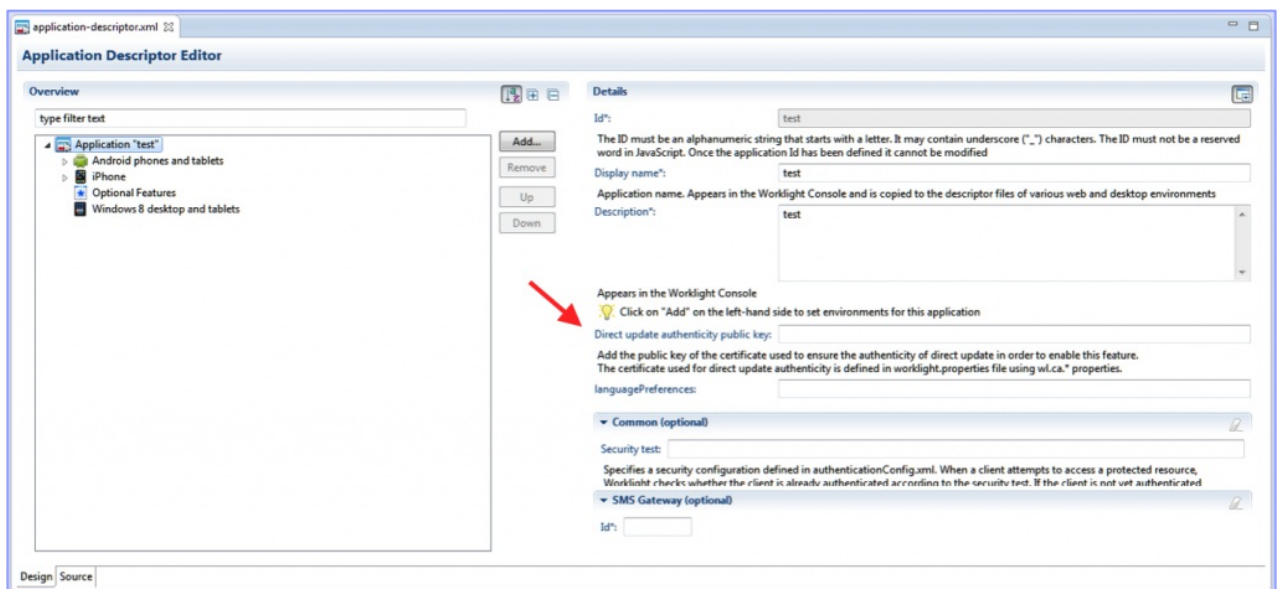 application-descriptor.xml
Application Descriptor Editor
Overview
type filter text
Application "test"
Android phones and tablets
iPhone
Optional Features
Windows 8 desktop and tablets
Add...
Remove
Up
Down
Details
Id*: test
The ID must be an alphanumeric string that starts with a letter. It may contain underscore ("_") characters. The ID must not be a reserved
word in JavaScript. Once the application Id has been defined it cannot be modified
Display name*: test
Application name. Appears in the Worklight Console and is copied to the descriptor files of various web and desktop environments
Description*: test
Appears in the Worklight Console
Click on "Add" on the left-hand side to set environments for this application
Direct update authenticity public key:
Add the public key of the certificate used to ensure the authenticity of direct update in order to enable this feature.
The certificate used for direct update authenticity is defined in worklight.properties file using wl.ca.* properties.
languagePreferences:
Common (optional)
Security test:
Specifies a security configuration defined in authenticationConfig.xml. When a client attempts to access a protected resource,
Worklight checks whether the client is already authenticated according to the security test. If the client is not yet authenticated
SMS Gateway (optional)
Id*:
Design Source